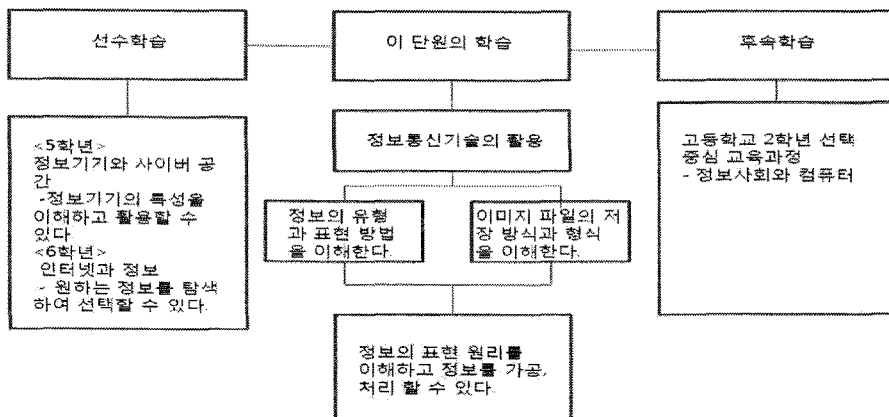 선수학습
이 단원의 학습
후속학습
<5학년>
정보기기와 사이버 공
간
-정보기기의 특성을
이해하고 활용할 수
있다.
<6학년>
인터넷과 정보
- 원하는 정보를 탐색
하여 선택할 수 있다.
정보통신기술의 활용
정보의 유형
과 표현 방법
을 이해한다.
이미지 파일의 저
장 방식과 형식
을 이해한다.
정보의 표현 원리를
이해하고 정보를 가공,
처리 할 수 있다.
고등학교 2학년 선택
중심 교육과정
- 정보사회와 컴퓨터